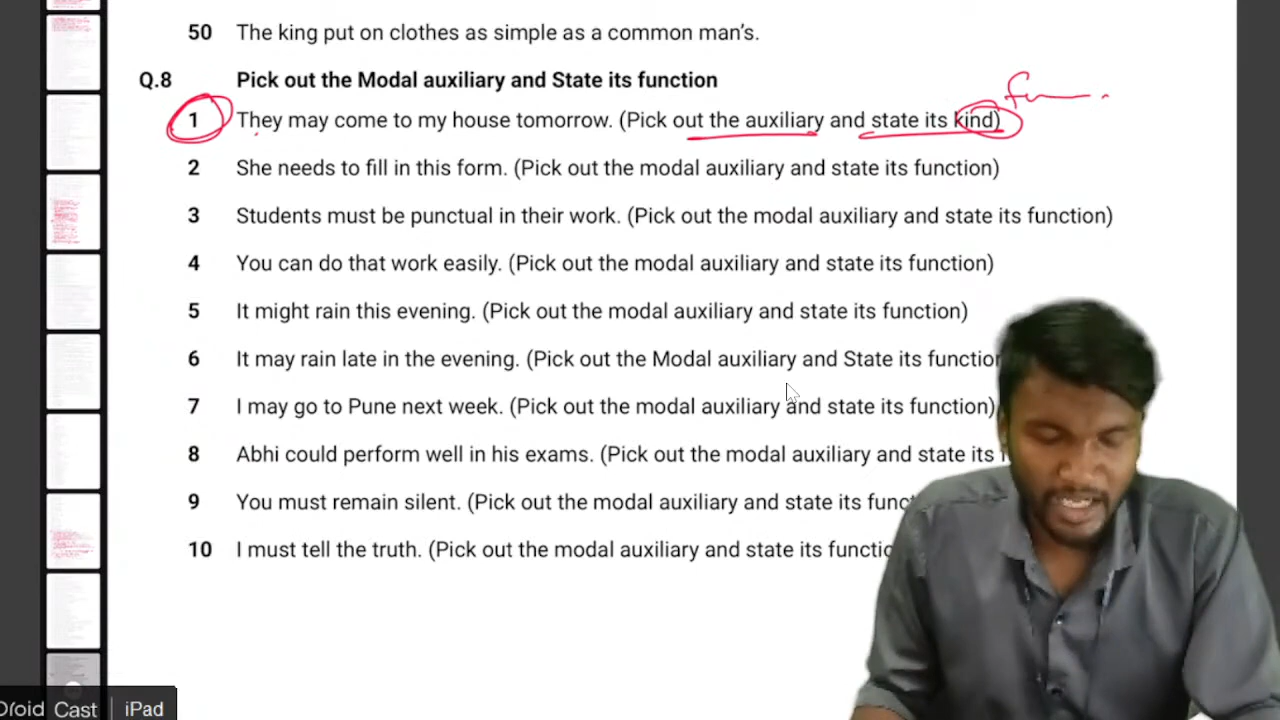 50 The king put on clothes as simple as a common man's.
Q.8 Pick out the Modal auxiliary and State its function
fun
1 They may come to my house tomorrow. (Pick out the auxiliary and state its kind)
2 She needs to fill in this form. (Pick out the modal auxiliary and state its function)
3 Students must be punctual in their work. (Pick out the modal auxiliary and state its function)
4 You can do that work easily. (Pick out the modal auxiliary and state its function)
5 It might rain this evening. (Pick out the modal auxiliary and state its function)
6 It may rain late in the evening. (Pick out the Modal auxiliary and State its function
7 I may go to Pune next week. (Pick out the modal auxiliary and state its function)
8 Abhi could perform well in his exams. (Pick out the modal auxiliary and state its
9 You must remain silent. (Pick out the modal auxiliary and state its func
10 I must tell the truth. (Pick out the modal auxiliary and state its functio
Droid Cast iPad